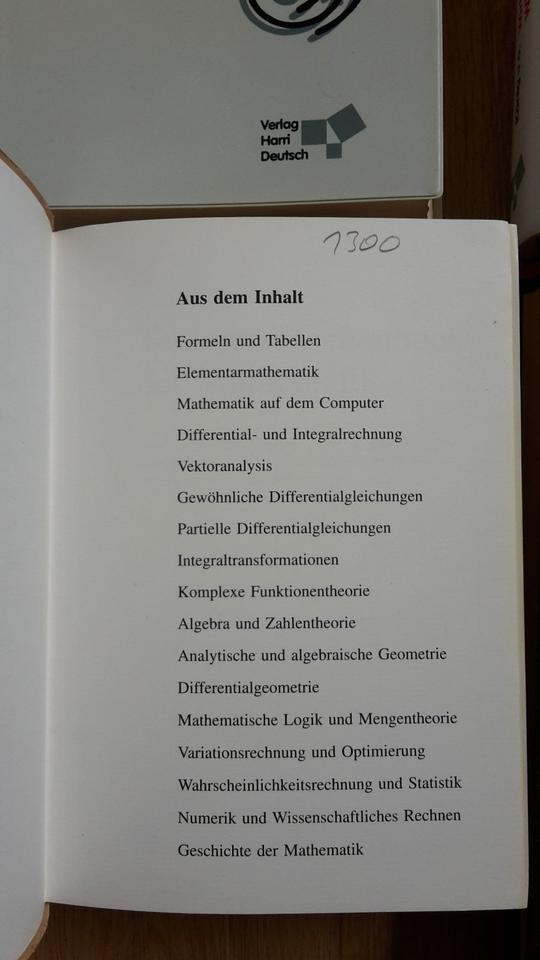 Verlag
Harri
Deutsch
1300
Aus dem Inhalt
Formeln und Tabellen
Elementarmathematik
Mathematik auf dem Computer
Differential- und Integralrechnung
Vektoranalysis
Gewöhnliche Differentialgleichungen
Partielle Differentialgleichungen
Integraltransformationen
Komplexe Funktionentheorie
Algebra und Zahlentheorie
Analytische und algebraische Geometrie
Differentialgeometrie
Mathematische Logik und Mengentheorie
Variationsrechnung und Optimierung
Wahrscheinlichkeitsrechnung und Statistik
Numerik und Wissenschaftliches Rechnen
Geschichte der Mathematik